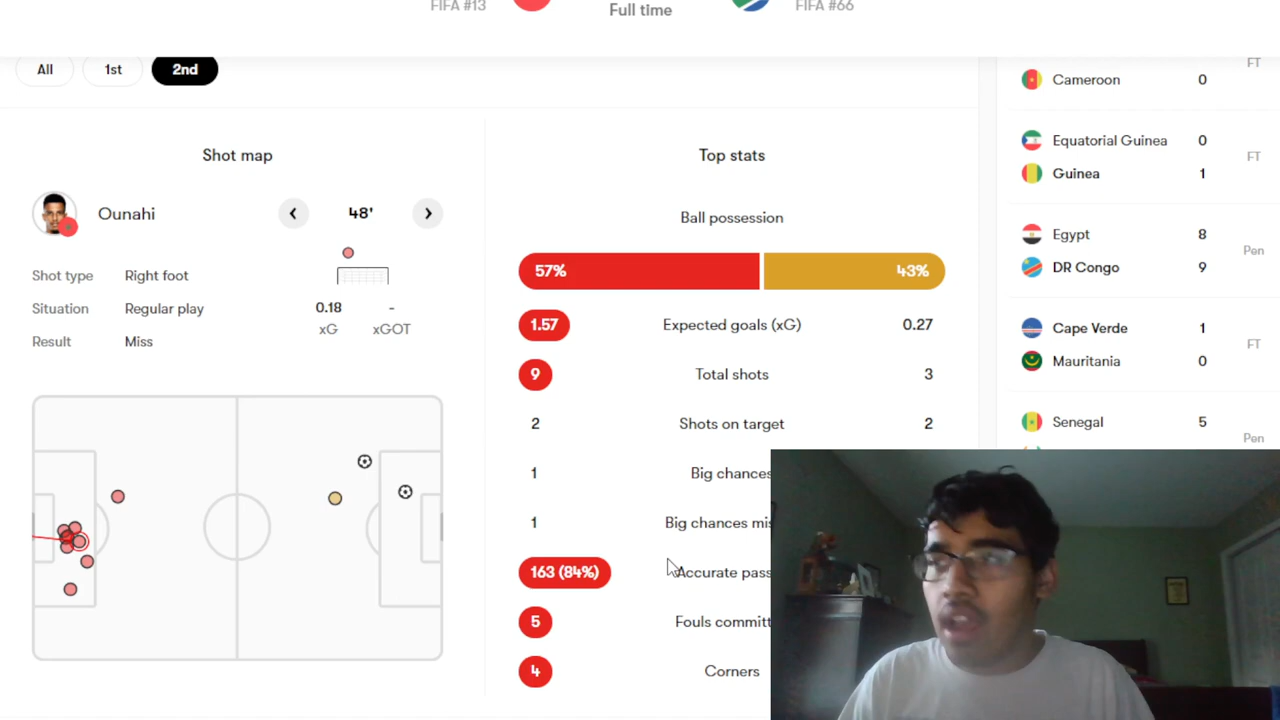 FIFA #13
Full time
FIFA #66
All
1st
2nd
Shot map
Ounahi
48'
Shot type Right foot
Situation Regular play
Result Miss
0.18 -
xG xGOT
Top stats
Ball possession
57% 43%
1.57 Expected goals (xG) 0.27
9 Total shots 3
2 Shots on target 2
1 Big chances
1 Big chances mis
163 (84%) Accurate pass
5 Fouls committ
4 Corners
FT
Cameroon 0
Equatorial Guinea 0
FT
Guinea 1
Egypt 8
Pen
DR Congo 9
Cape Verde 1
FT
Mauritania 0
Senegal 5
Pen